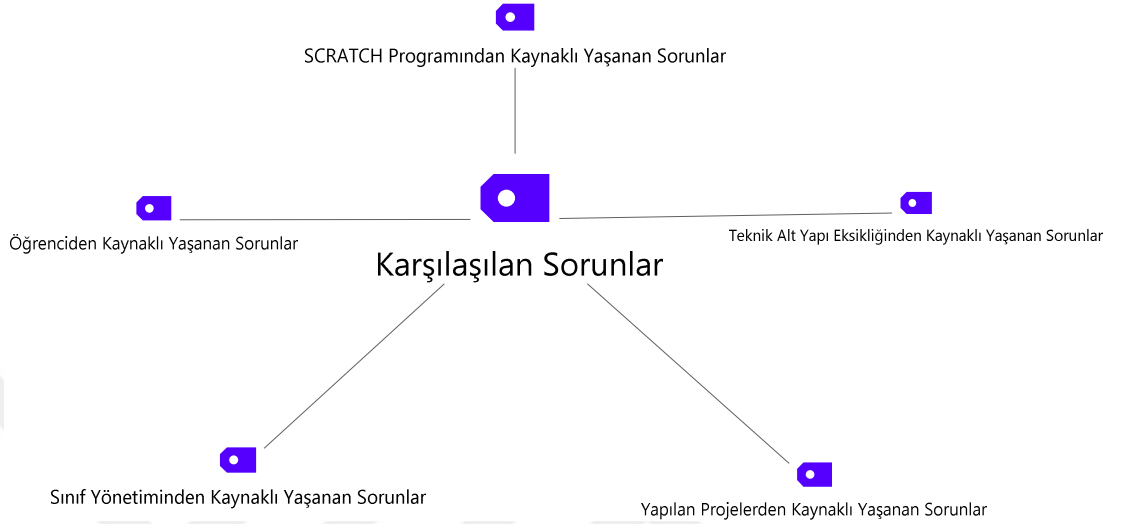 SCRATCH Programından Kaynaklı Yaşanan Sorunlar
Öğrenciden Kaynaklı Yaşanan Sorunlar
Teknik Alt Yapı Eksikliğinden Kaynaklı Yaşanan Sorunlar
Karşılaşılan Sorunlar
Sınıf Yönetiminden Kaynaklı Yaşanan Sorunlar
Yapılan Projelerden Kaynaklı Yaşanan Sorunlar